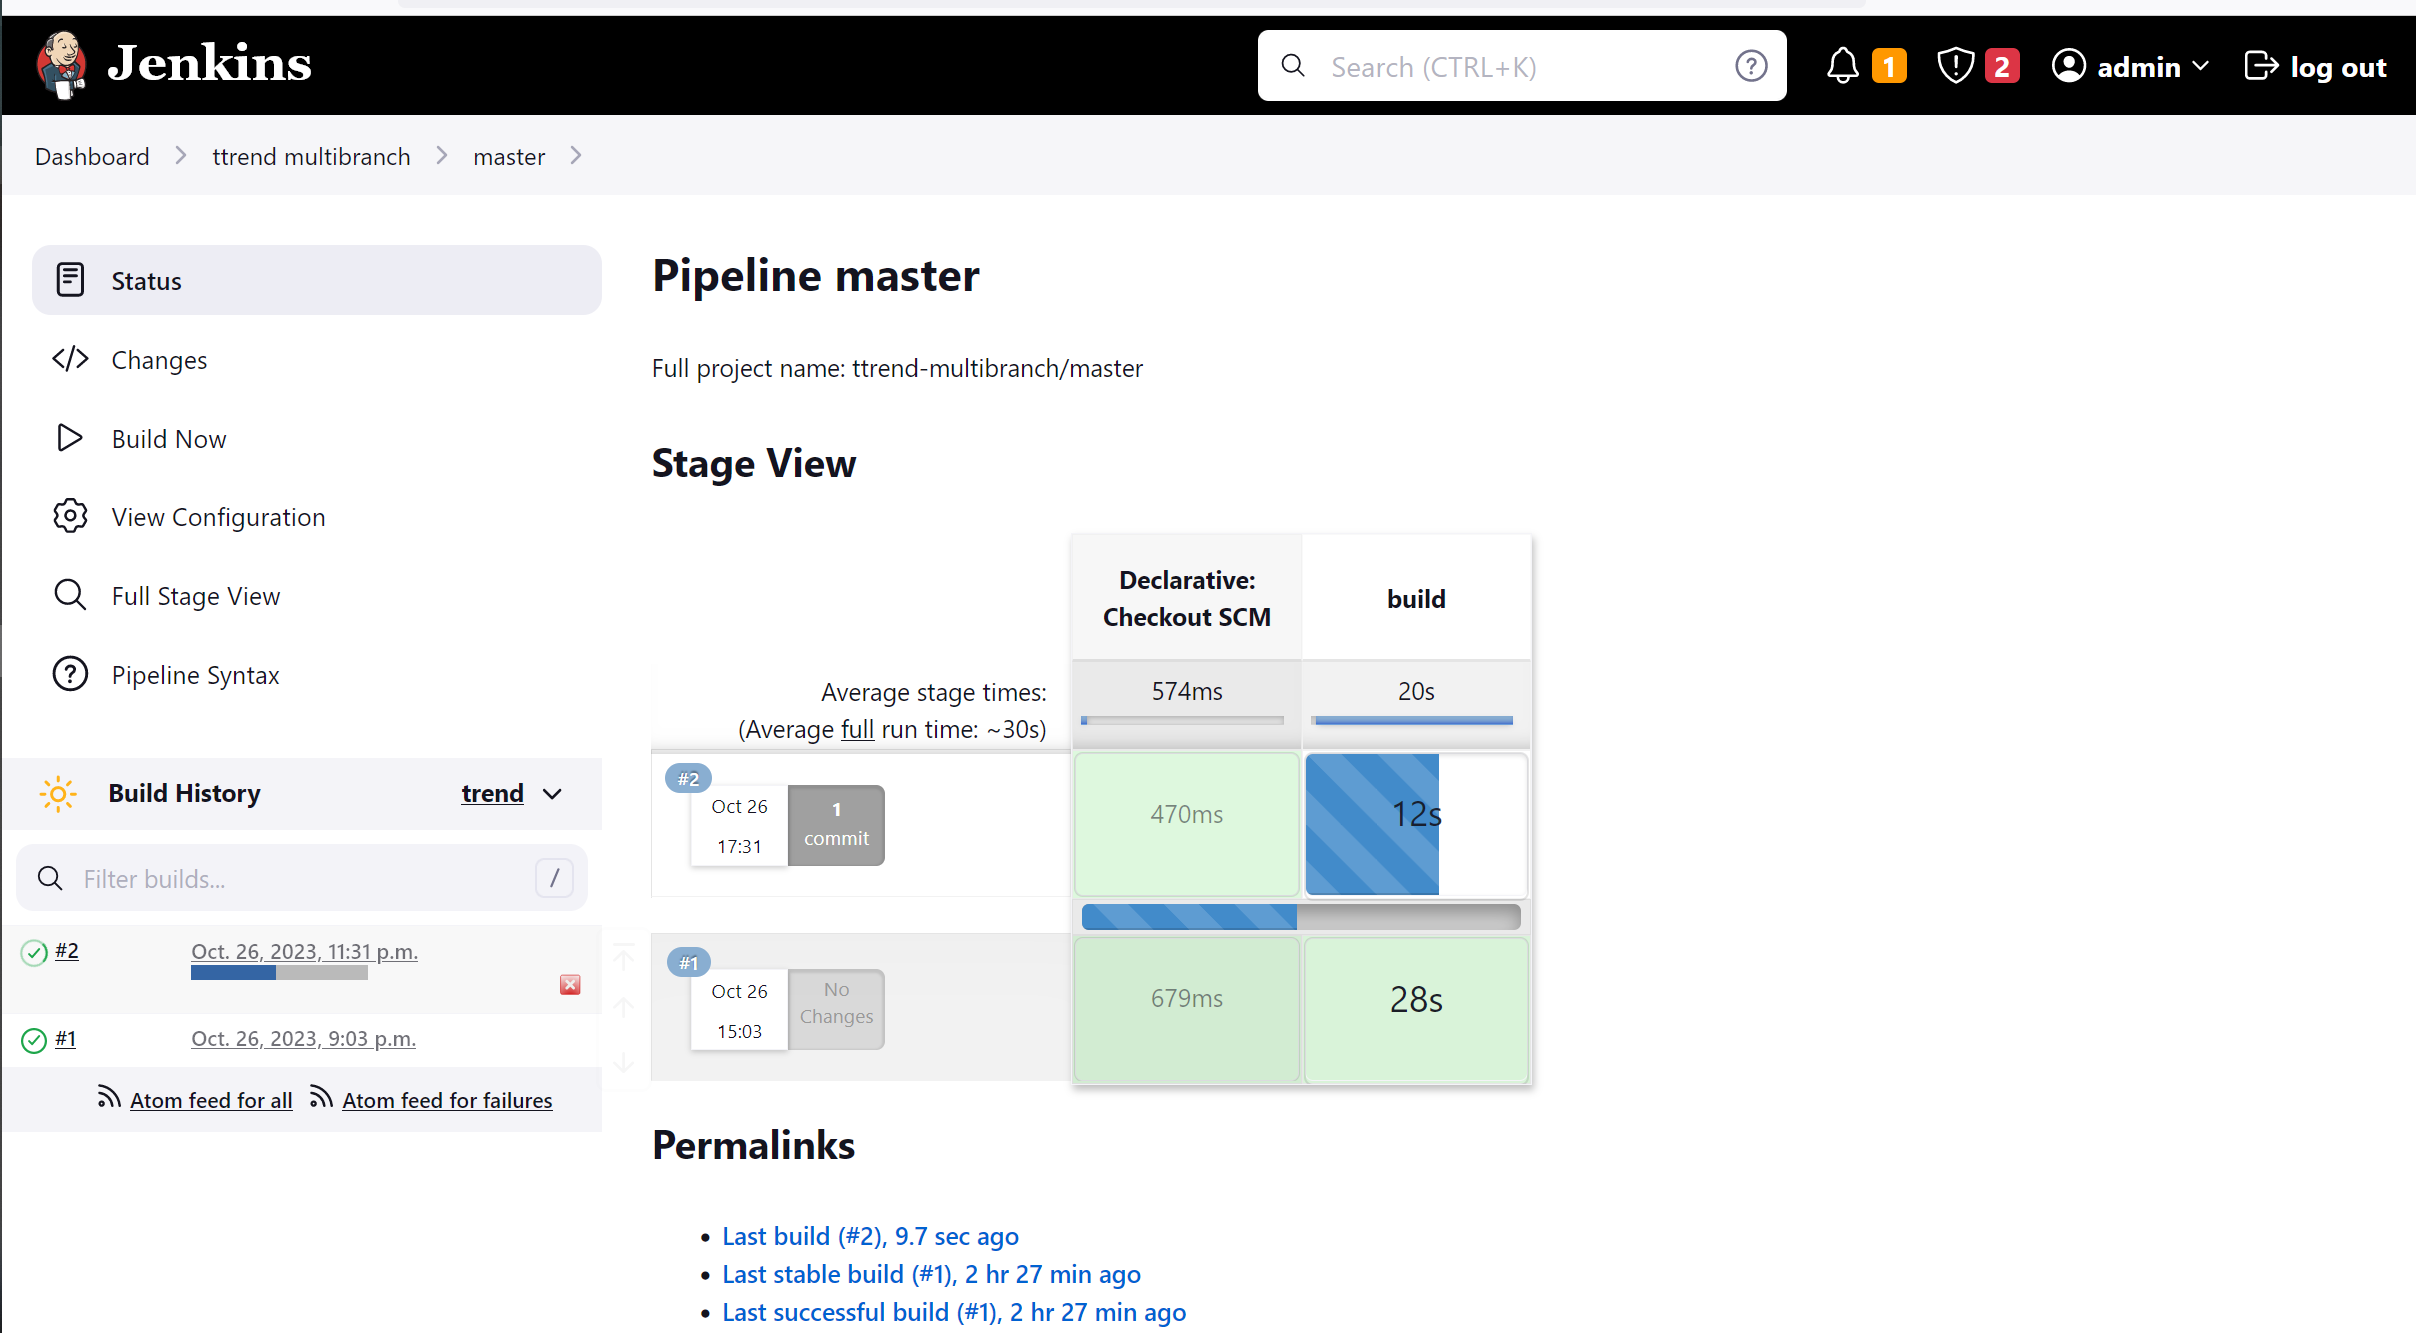 Jenkins
Search (CTRL+K)
1
2
admin
log out
Dashboard
ttrend multibranch
master
Status
Changes
Build Now
View Configuration
Full Stage View
Pipeline Syntax
Build History
trend
Filter builds...
/
#2
Oct. 26, 2023, 11:31 p.m.
#1
Oct. 26, 2023, 9:03 p.m.
Atom feed for all
Atom feed for failures
Pipeline master
Full project name: ttrend-multibranch/master
Stage View
Declarative:
Checkout SCM
build
Average stage times:
(Average full run time: ~30s)
574ms
20s
#2
Oct 26
17:31
1
commit
470ms
12s
#1
Oct 26
15:03
No
Changes
679ms
28s
Permalinks
Last build (#2), 9.7 sec ago
Last stable build (#1), 2 hr 27 min ago
Last successful build (#1), 2 hr 27 min ago